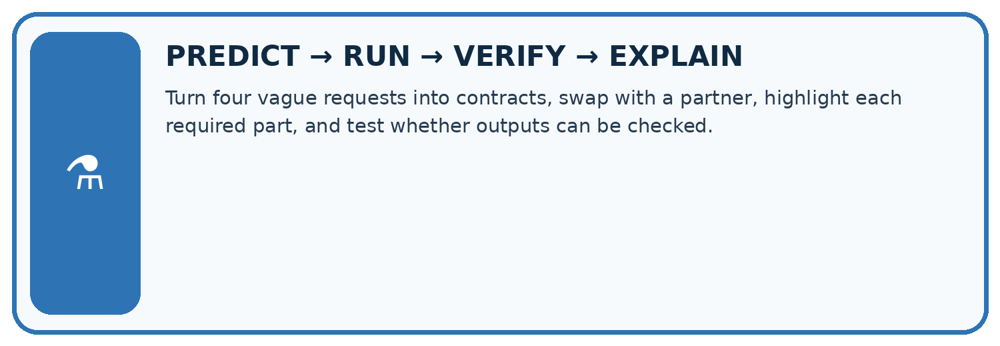 PREDICT → RUN → VERIFY → EXPLAIN
Turn four vague requests into contracts, swap with a partner, highlight each
required part, and test whether outputs can be checked.